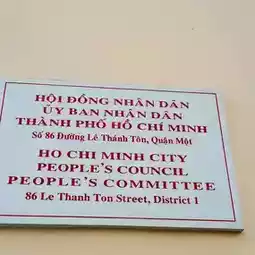 HỘI ĐỒNG NHÂN DÂN
ỦY BAN NHÂN DÂN
THÀNH PHỐ HỒ CHÍ MINH
Số 86 Đường Lê Thánh Tôn, Quận Một
HO CHI MINH CITY
PEOPLE'S COUNCIL
PEOPLE'S COMMITTEE
86 Le Thanh Ton Street, District 1